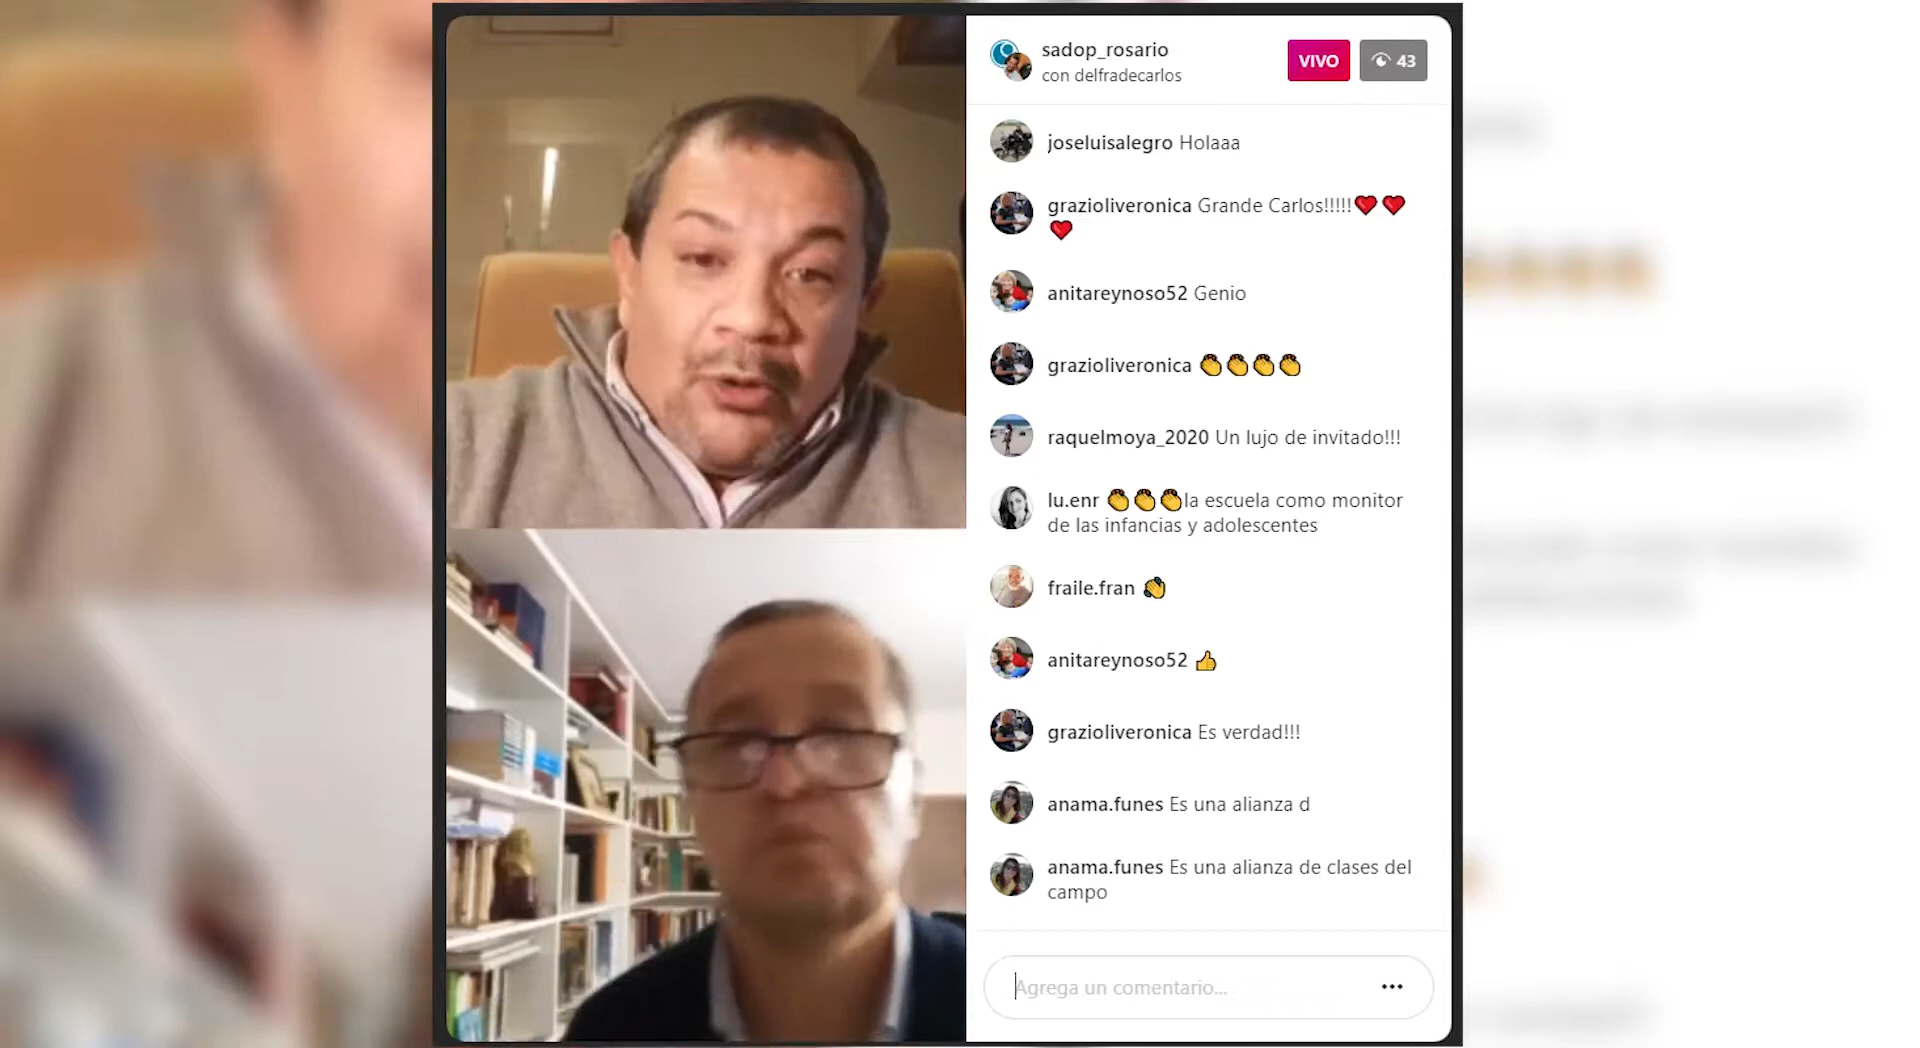 sadop_rosario
con delfradecarlos
VIVO
43
joseluisalegro Holaaa
grazioliveronica Grande Carlos!!!!!❤️❤️
❤️
anitareynoso52 Genio
grazioliveronica 👏👏👏👏
raquelmoya_2020 Un lujo de invitado!!!
lu.enr 👏👏👏la escuela como monitor
de las infancias y adolescentes
fraile.fran 👏
anitareynoso52 👍
grazioliveronica Es verdad!!!
anama.funes Es una alianza d
anama.funes Es una alianza de clases del
campo
Agrega un comentario...